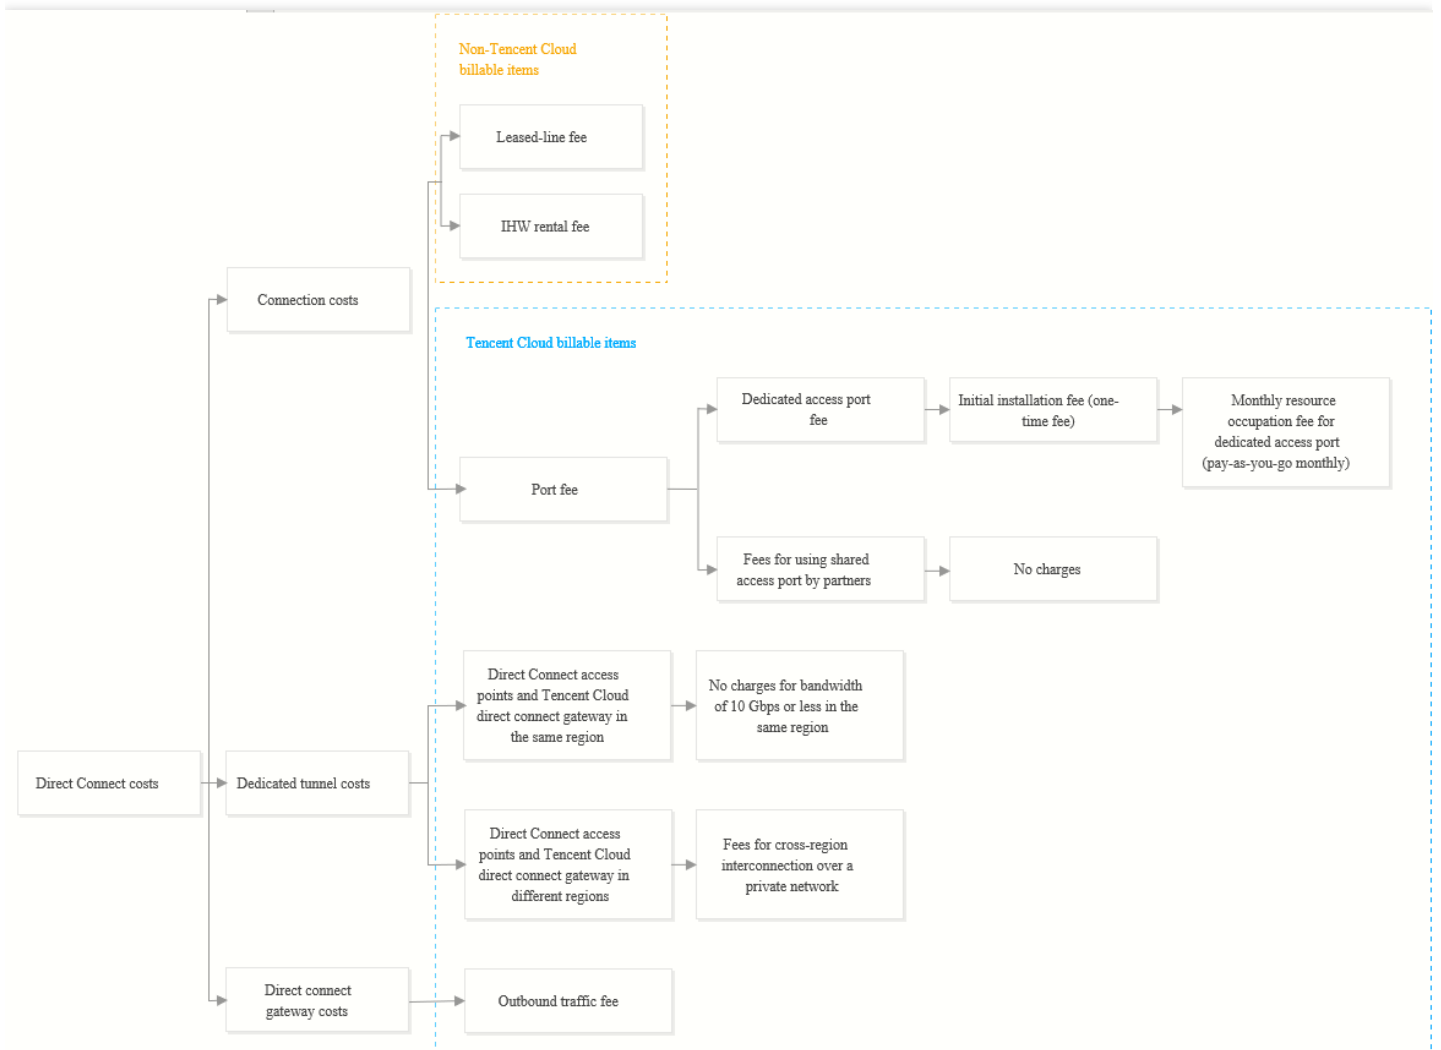 Non-Tencent Cloud
billable items
Leased-line fee
IHW rental fee
Connection costs
Tencent Cloud billable items
Dedicated access port
fee
Initial installation fee (one-
time fee)
Monthly resource
occupation fee for
dedicated access port
(pay-as-you-go monthly)
Port fee
Fees for using shared
access port by partners
No charges
Direct Connect access
points and Tencent Cloud
direct connect gateway in
the same region
No charges for bandwidth
of 10 Gbps or less in the
same region
Direct Connect costs
Dedicated tunnel costs
Direct Connect access
points and Tencent Cloud
direct connect gateway in
different regions
Fees for cross-region
interconnection over a
private network
Direct connect
gateway costs
Outbound traffic fee